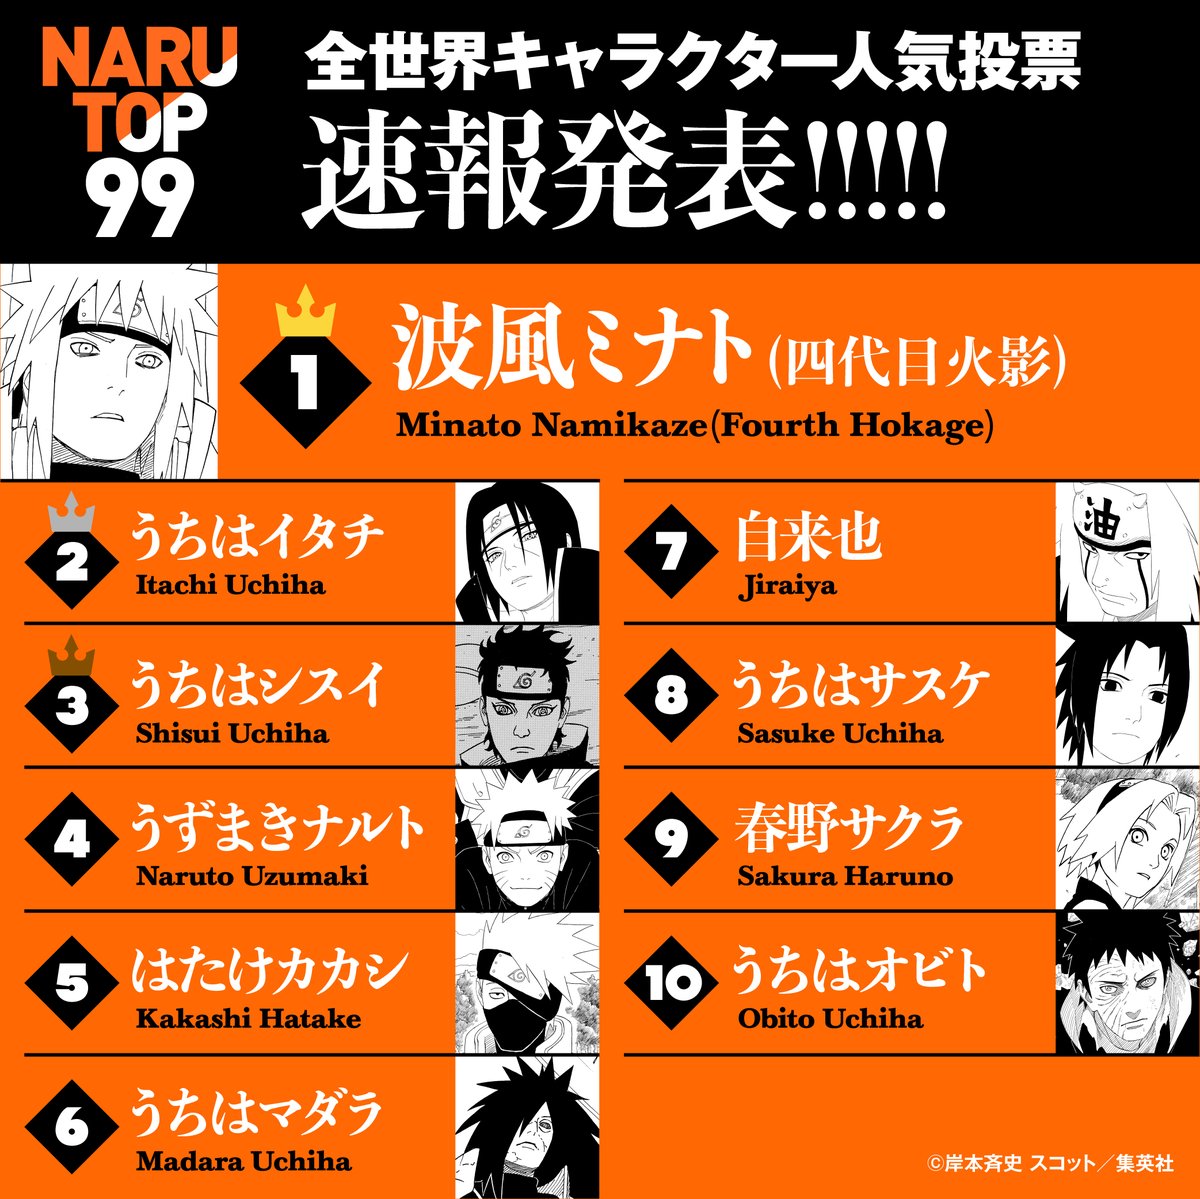 NARU
TOP
99
全世界キャラクター人気投票
速報発表!!!!!
1
波風ミナト(四代目火影)
Minato Namikaze(Fourth Hokage)
2
うちはイタチ
Itachi Uchiha
3
うちはシスイ
Shisui Uchiha
4
うずまきナルト
Naruto Uzumaki
5
はたけカカシ
Kakashi Hatake
6
うちはマダラ
Madara Uchiha
7
自来也
Jiraiya
油
8
うちはサスケ
Sasuke Uchiha
9
春野サクラ
Sakura Haruno
10
うちはオビト
Obito Uchiha
©岸本斉史 スコット／集英社